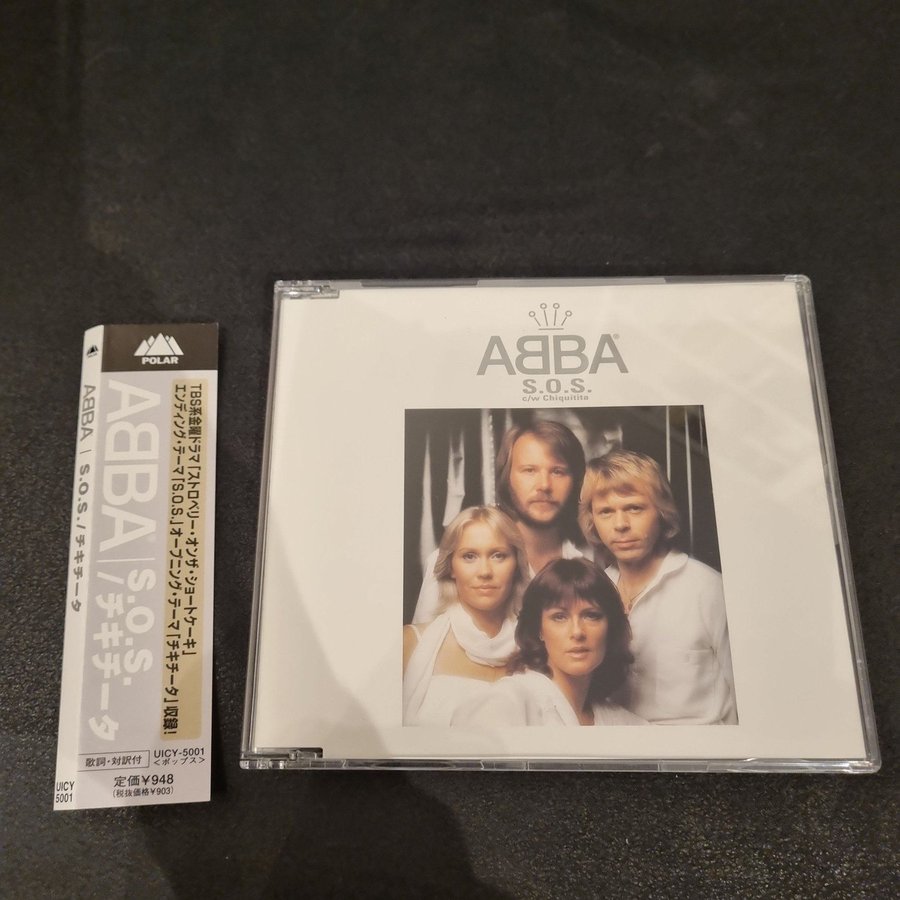 POLAR
ABBA | S.O.S./チキチータ
UICY
5001
ABBA | S.O.S./チキチータ
TBS系金曜ドラマ「ストロベリー・オンザ・ショートケーキ」
エンディング・テーマ「S.O.S.」オープニング・テーマ「チキチータ」収録!
歌詞・対訳付
UICY-5001
<ポップス>
定価¥948
(税抜価格¥903)
ABBA®
S.O.S.
c/w Chiquitita